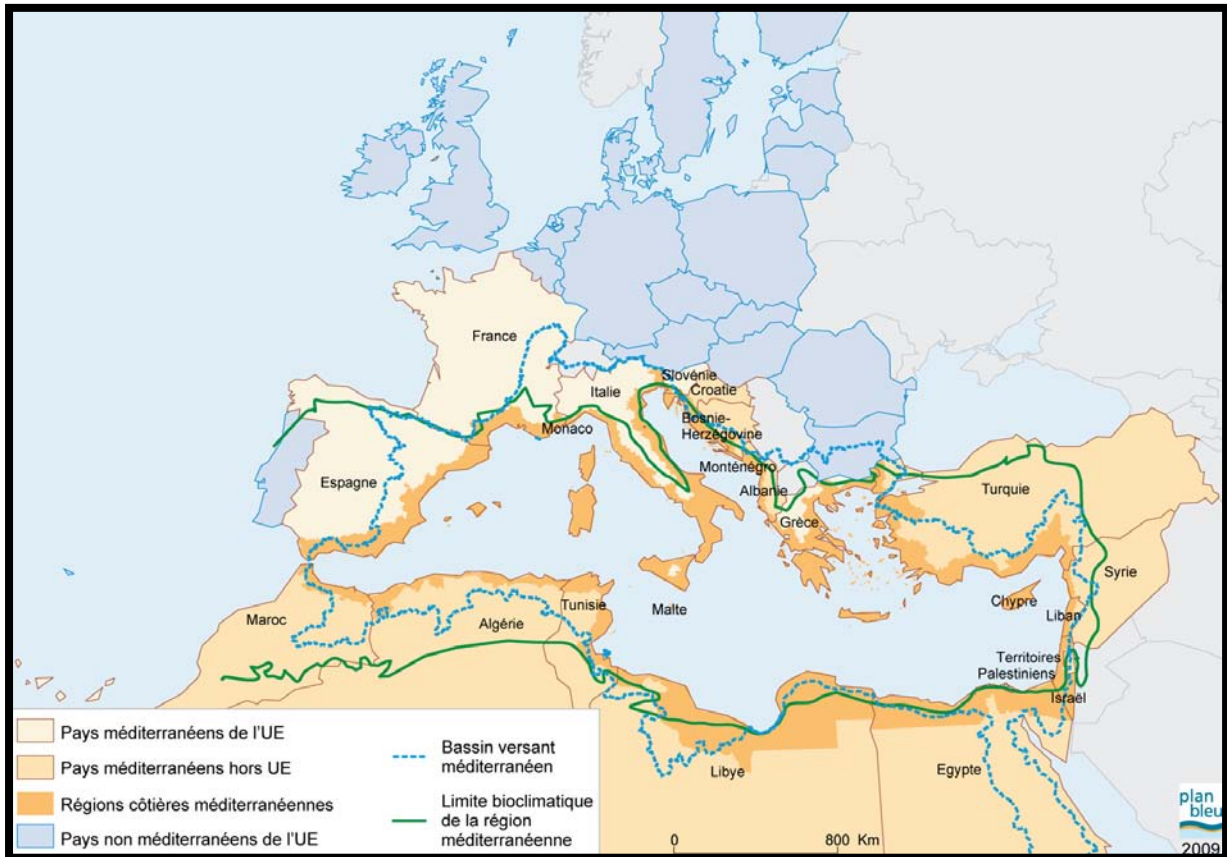 France
Slovénie
Croatie
Italie
Bosnie-
Herzégovine
Monaco
Monténégro
Espagne
Albanie
Turquie
Grèce
Syrie
Chypre
Tunisie
Malte
Liban
Maroc
Algérie
Territoires
Palestiniens
Israël
Libye
Egypte
Pays méditerranéens de l'UE
Pays méditerranéens hors UE
Régions côtières méditerranéennes
Pays non méditerranéens de l'UE
Bassin versant
méditerranéen
Limite bioclimatique
de la région
méditerranéenne
0 800 Km
plan
bleu
2009